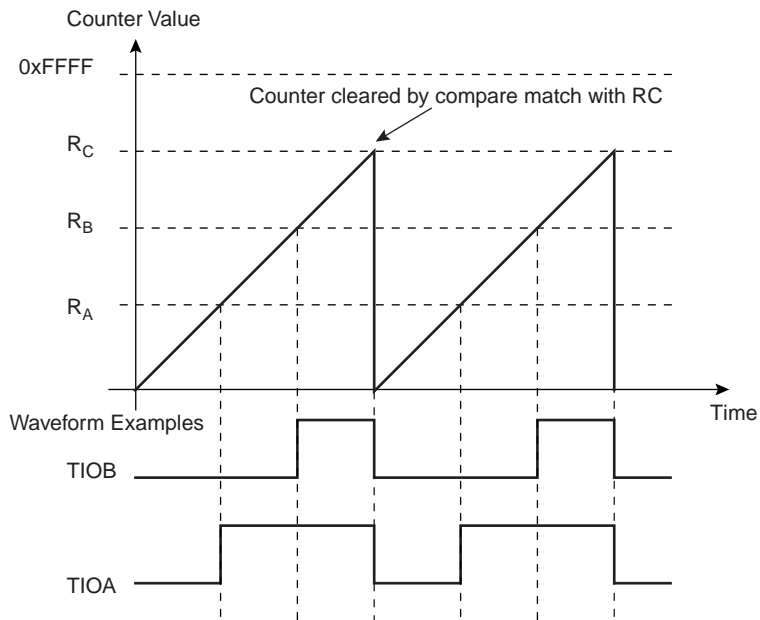 Counter Value
0xFFFF
Counter cleared by compare match with RC
RC
RB
RA
Time
Waveform Examples
TIOB
TIOA